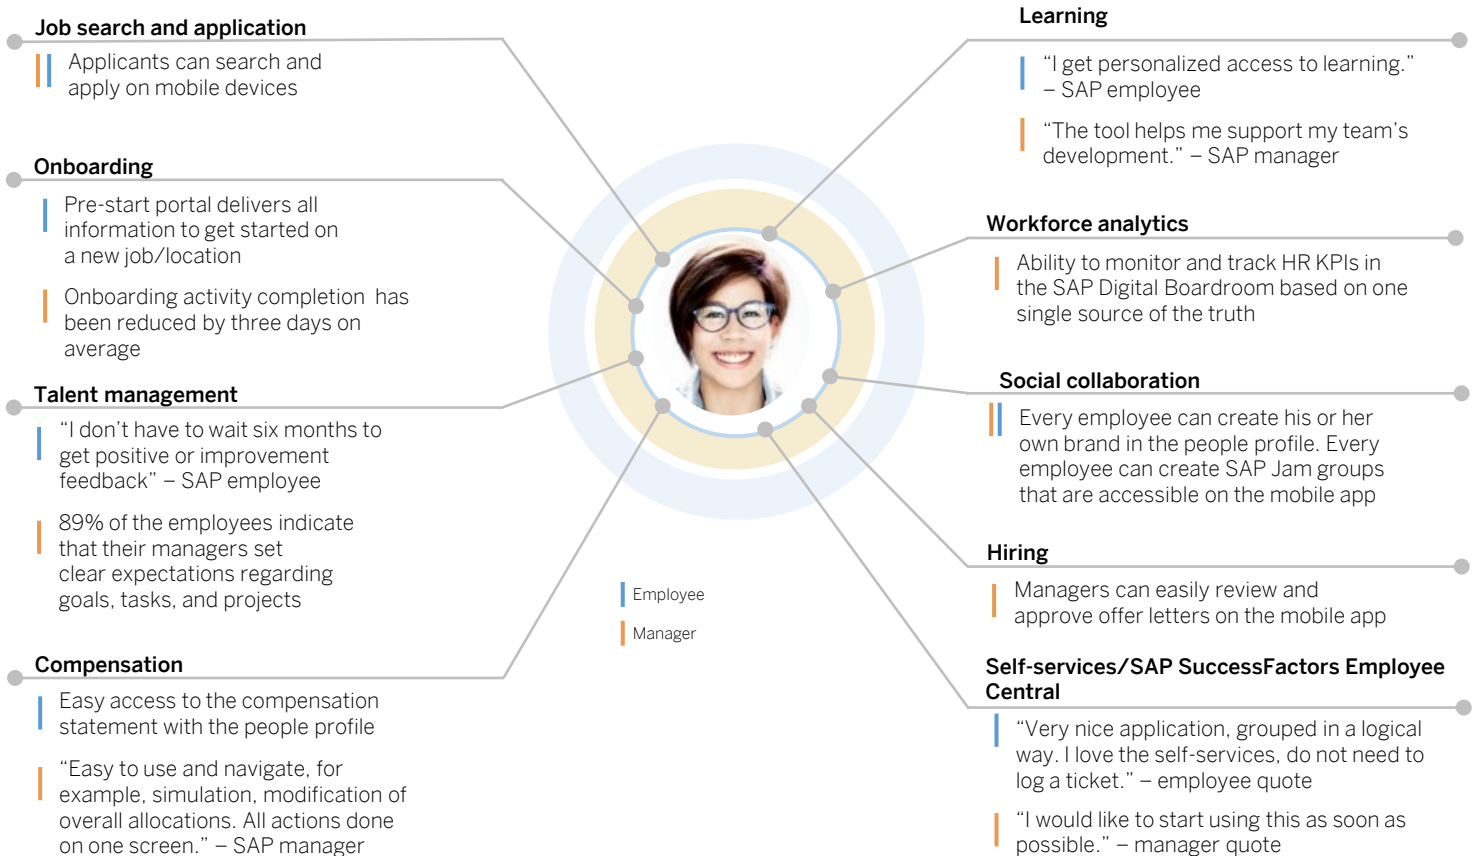 Job search and application
Applicants can search and
apply on mobile devices
Onboarding
Pre-start portal delivers all
information to get started on
a new job/location
Onboarding activity completion has
been reduced by three days on
average
Talent management
“I don’t have to wait six months to
get positive or improvement
feedback” – SAP employee
89% of the employees indicate
that their managers set
clear expectations regarding
goals, tasks, and projects
Compensation
Easy access to the compensation
statement with the people profile
“Easy to use and navigate, for
example, simulation, modification of
overall allocations. All actions done
on one screen.” – SAP manager
Employee
Manager
Learning
“I get personalized access to learning.”
– SAP employee
“The tool helps me support my team’s
development.” – SAP manager
Workforce analytics
Ability to monitor and track HR KPIs in
the SAP Digital Boardroom based on one
single source of the truth
Social collaboration
Every employee can create his or her
own brand in the people profile. Every
employee can create SAP Jam groups
that are accessible on the mobile app
Hiring
Managers can easily review and
approve offer letters on the mobile app
Self-services/SAP SuccessFactors Employee
Central
“Very nice application, grouped in a logical
way. I love the self-services, do not need to
log a ticket.” – employee quote
“I would like to start using this as soon as
possible.” – manager quote